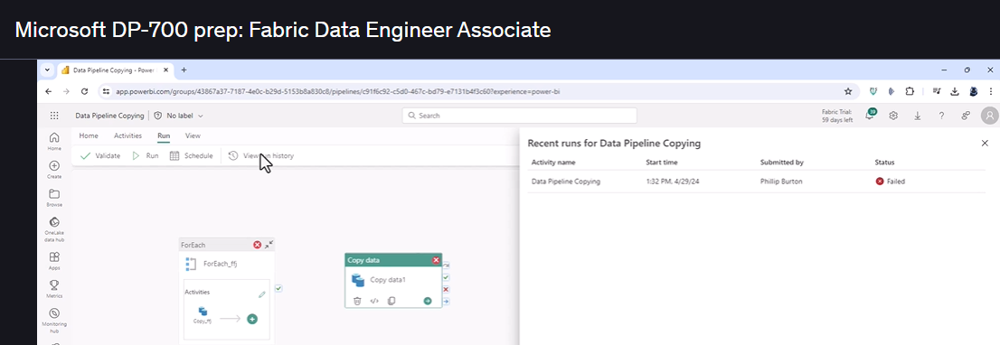 Microsoft DP-700 prep: Fabric Data Engineer Associate
Data Pipeline Copying - Power
app.powerbi.com/groups/43867a37-7187-4e0c-b29d-5153b8a830c8/pipelines/c91f6c92-c5d0-467c-bd79-e7131b4f3c60?experience=power-bi
Data Pipeline Copying
No label
Search
Fabric Trial:
59 days left
39
Home
Activities
Run
View
Validate
Run
Schedule
View run history
Home
Create
Browse
OneLake
data hub
Apps
Metrics
Monitoring
hub
ForEach
ForEach_ffj
Activities
Copy_ffj
Copy data
Copy data1
Recent runs for Data Pipeline Copying
Activity name Start time Submitted by Status
Data Pipeline Copying 1:32 PM, 4/29/24 Phillip Burton Failed